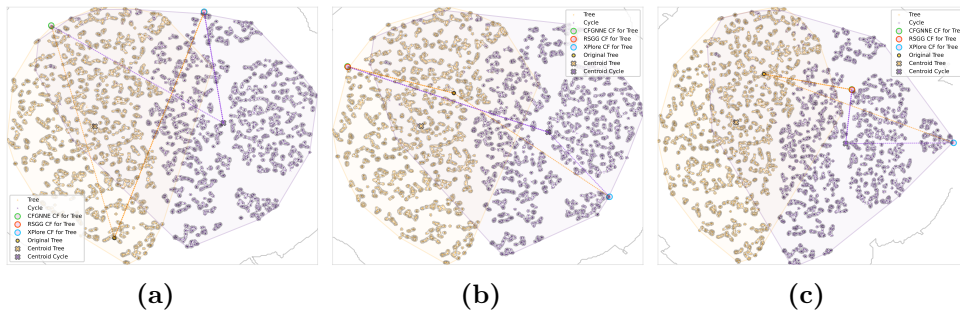 Tree
Cycle
CFGNNE CF for Tree
RSGG CF for Tree
XPlore CF for Tree
Original Tree
Centroid Tree
Centroid Cycle
Tree
Cycle
CFGNNE CF for Tree
RSGG CF for Tree
XPlore CF for Tree
Original Tree
Centroid Tree
Centroid Cycle
Tree
Cycle
CFGNNE CF for Tree
RSGG CF for Tree
XPlore CF for Tree
Original Tree
Centroid Tree
Centroid Cycle
(a)
(b)
(c)